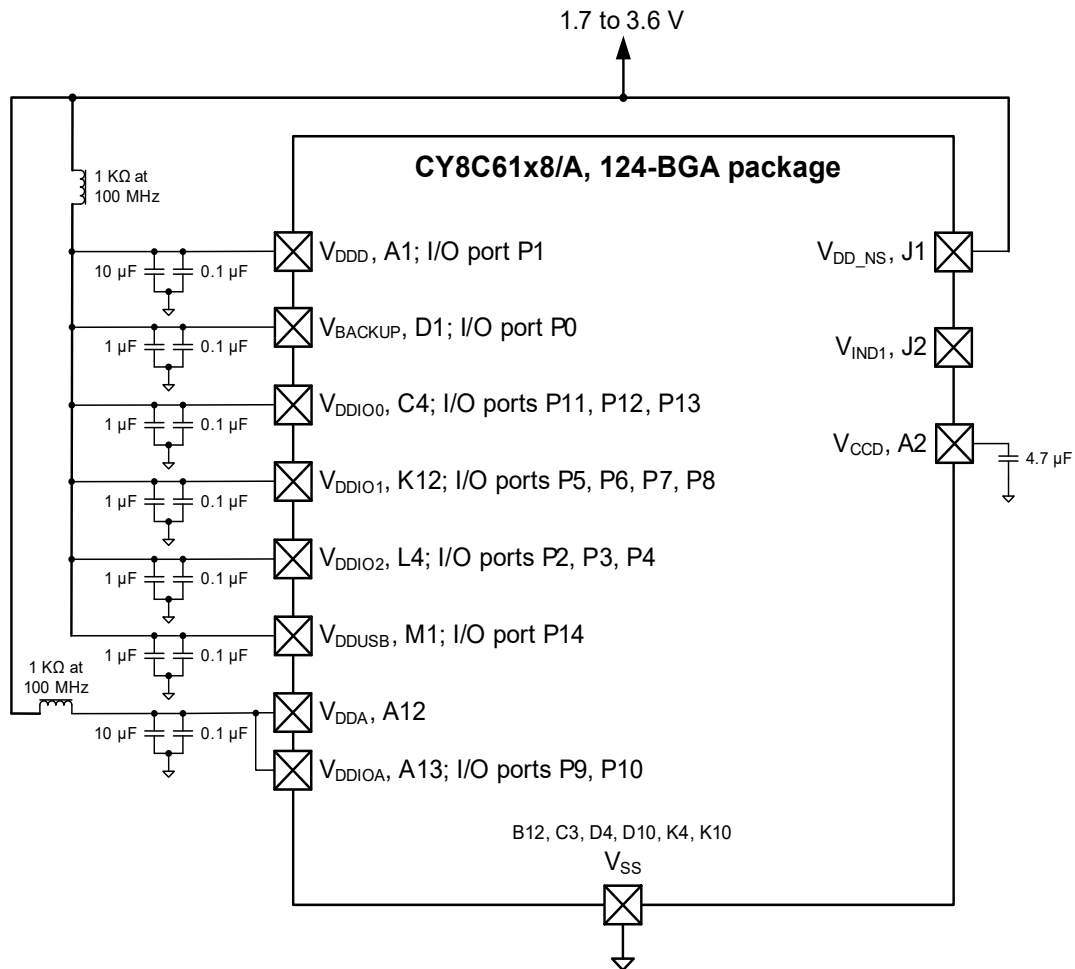 1.7 to 3.6 V
CY8C61x8/A, 124-BGA package
1 KΩ at
100 MHz
VDDD, A1; I/O port P1
10 µF
0.1 µF
VBACKUP, D1; I/O port P0
1 µF
0.1 µF
VDDIO0, C4; I/O ports P11, P12, P13
1 µF
0.1 µF
VDDIO1, K12; I/O ports P5, P6, P7, P8
1 µF
0.1 µF
VDDIO2, L4; I/O ports P2, P3, P4
1 µF
0.1 µF
VDDUSB, M1; I/O port P14
1 µF
0.1 µF
1 KΩ at
100 MHz
VDDA, A12
10 µF
0.1 µF
VDDIOA, A13; I/O ports P9, P10
VDD_NS, J1
VIND1, J2
VCCD, A2
4.7 µF
B12, C3, D4, D10, K4, K10
VSS